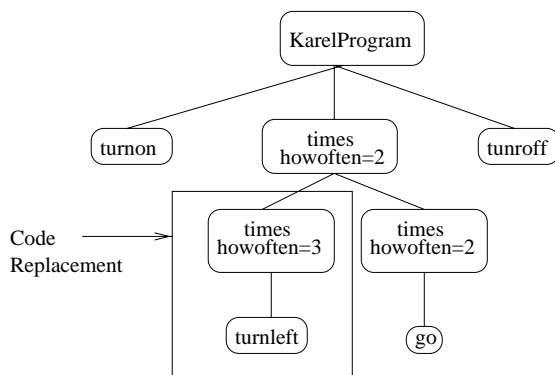 KarelProgram
turnon
times
howoften=2
tunroff
Code
Replacement
times
howoften=3
times
howoften=2
turnleft
go